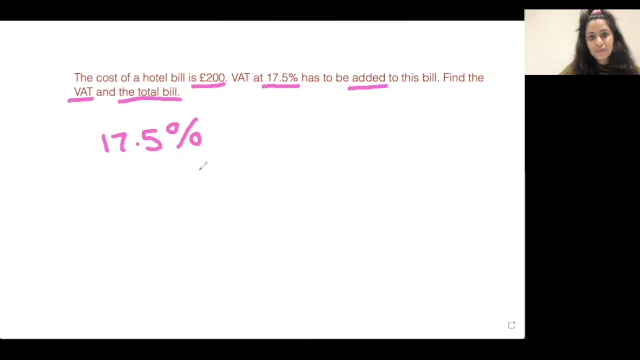 The cost of a hotel bill is £200. VAT at 17.5% has to be added to this bill. Find the
VAT and the total bill.
17.5%